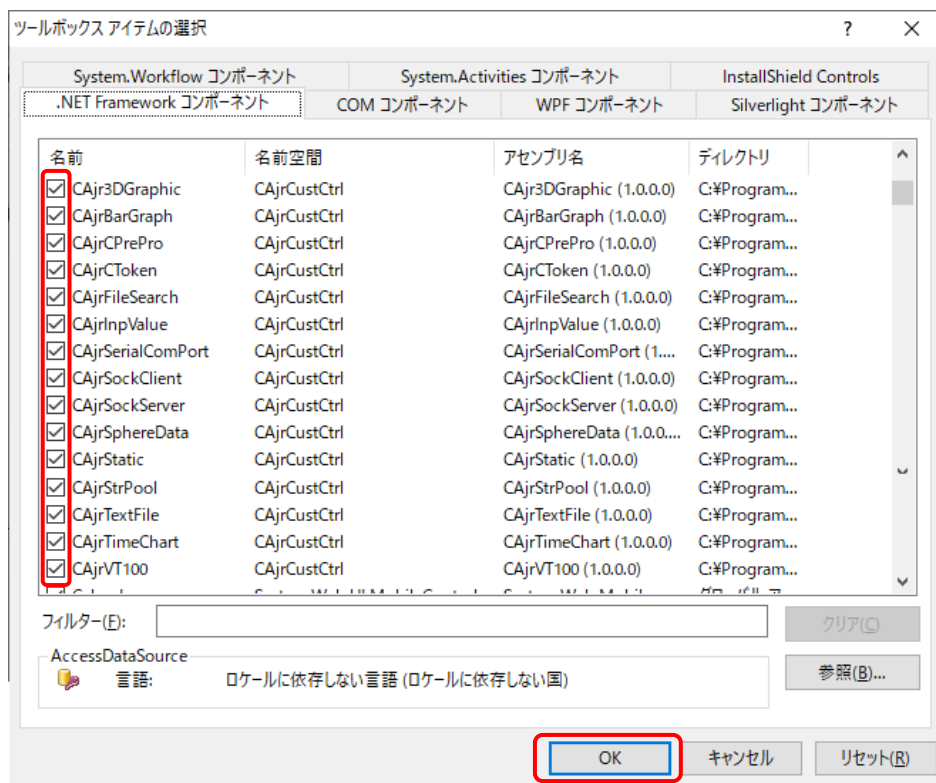 ツールボックス アイテムの選択 ?
System.Workflow コンポーネント System.Activities コンポーネント InstallShield Controls
.NET Framework コンポーネント COM コンポーネント WPF コンポーネント Silverlight コンポーネント
名前 名前空間 アセンブリ名 ディレクトリ
CAjr3DGraphic CAjrCustCtrl CAjr3DGraphic (1.0.0.0) C:¥Program...
CAjrBarGraph CAjrCustCtrl CAjrBarGraph (1.0.0.0) C:¥Program...
CAjrCPrePro CAjrCustCtrl CAjrCPrePro (1.0.0.0) C:¥Program...
CAjrCToken CAjrCustCtrl CAjrCToken (1.0.0.0) C:¥Program...
CAjrFileSearch CAjrCustCtrl CAjrFileSearch (1.0.0.0) C:¥Program...
CAjrInpValue CAjrCustCtrl CAjrInpValue (1.0.0.0) C:¥Program...
CAjrSerialComPort CAjrCustCtrl CAjrSerialComPort (1.... C:¥Program...
CAjrSockClient CAjrCustCtrl CAjrSockClient (1.0.0.0) C:¥Program...
CAjrSockServer CAjrCustCtrl CAjrSockServer (1.0.0.0) C:¥Program...
CAjrSphereData CAjrCustCtrl CAjrSphereData (1.0.0.... C:¥Program...
CAjrStatic CAjrCustCtrl CAjrStatic (1.0.0.0) C:¥Program...
CAjrStrPool CAjrCustCtrl CAjrStrPool (1.0.0.0) C:¥Program...
CAjrTextFile CAjrCustCtrl CAjrTextFile (1.0.0.0) C:¥Program...
CAjrTimeChart CAjrCustCtrl CAjrTimeChart (1.0.0.0) C:¥Program...
CAjrVT100 CAjrCustCtrl CAjrVT100 (1.0.0.0) C:¥Program...
フィルター(F): クリア(C)
AccessDataSource
言語: ロケールに依存しない言語 (ロケールに依存しない国) 参照(B)...
OK キャンセル リセット(R)